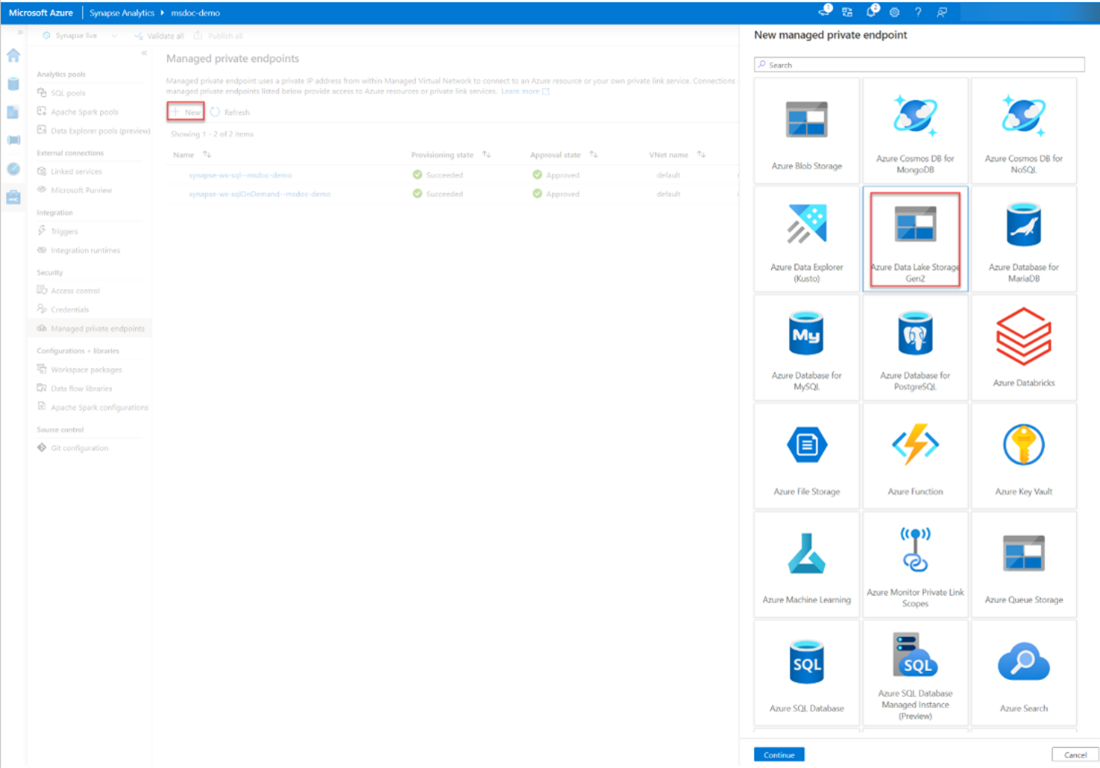 Microsoft Azure
Synapse Analytics
msdoc-demo
1
2
Synapse live
Validate all
Publish all
Analytics pools
SQL pools
Apache Spark pools
Data Explorer pools (preview)
External connections
Linked services
Microsoft Purview
Integration
Triggers
Integration runtimes
Security
Access control
Credentials
Managed private endpoints
Configurations + libraries
Workspace packages
Data flow libraries
Apache Spark configurations
Source control
Git configuration
Managed private endpoints
Managed private endpoint uses a private IP address from within Managed Virtual Network to connect to an Azure resource or your own private link service. Connections
managed private endpoints listed below provide access to Azure resources or private link services. Learn more
New
Refresh
Showing 1 - 2 of 2 items
Name
Provisioning state
Approval state
VNet name
synapse-ws-sql--msdoc-demo
Succeeded
Approved
default
synapse-ws-sqlOnDemand--msdoc-demo
Succeeded
Approved
default
New managed private endpoint
Search
Azure Blob Storage
Azure Cosmos DB for
MongoDB
Azure Cosmos DB for
NoSQL
Azure Data Explorer
(Kusto)
Azure Data Lake Storage
Gen2
Azure Database for
MariaDB
My
Azure Database for
MySQL
Azure Database for
PostgreSQL
Azure Databricks
Azure File Storage
Azure Function
Azure Key Vault
Azure Machine Learning
Azure Monitor Private Link
Scopes
Azure Queue Storage
SQL
Azure SQL Database
SQL
Azure SQL Database
Managed Instance
(Preview)
Azure Search
Continue
Cancel